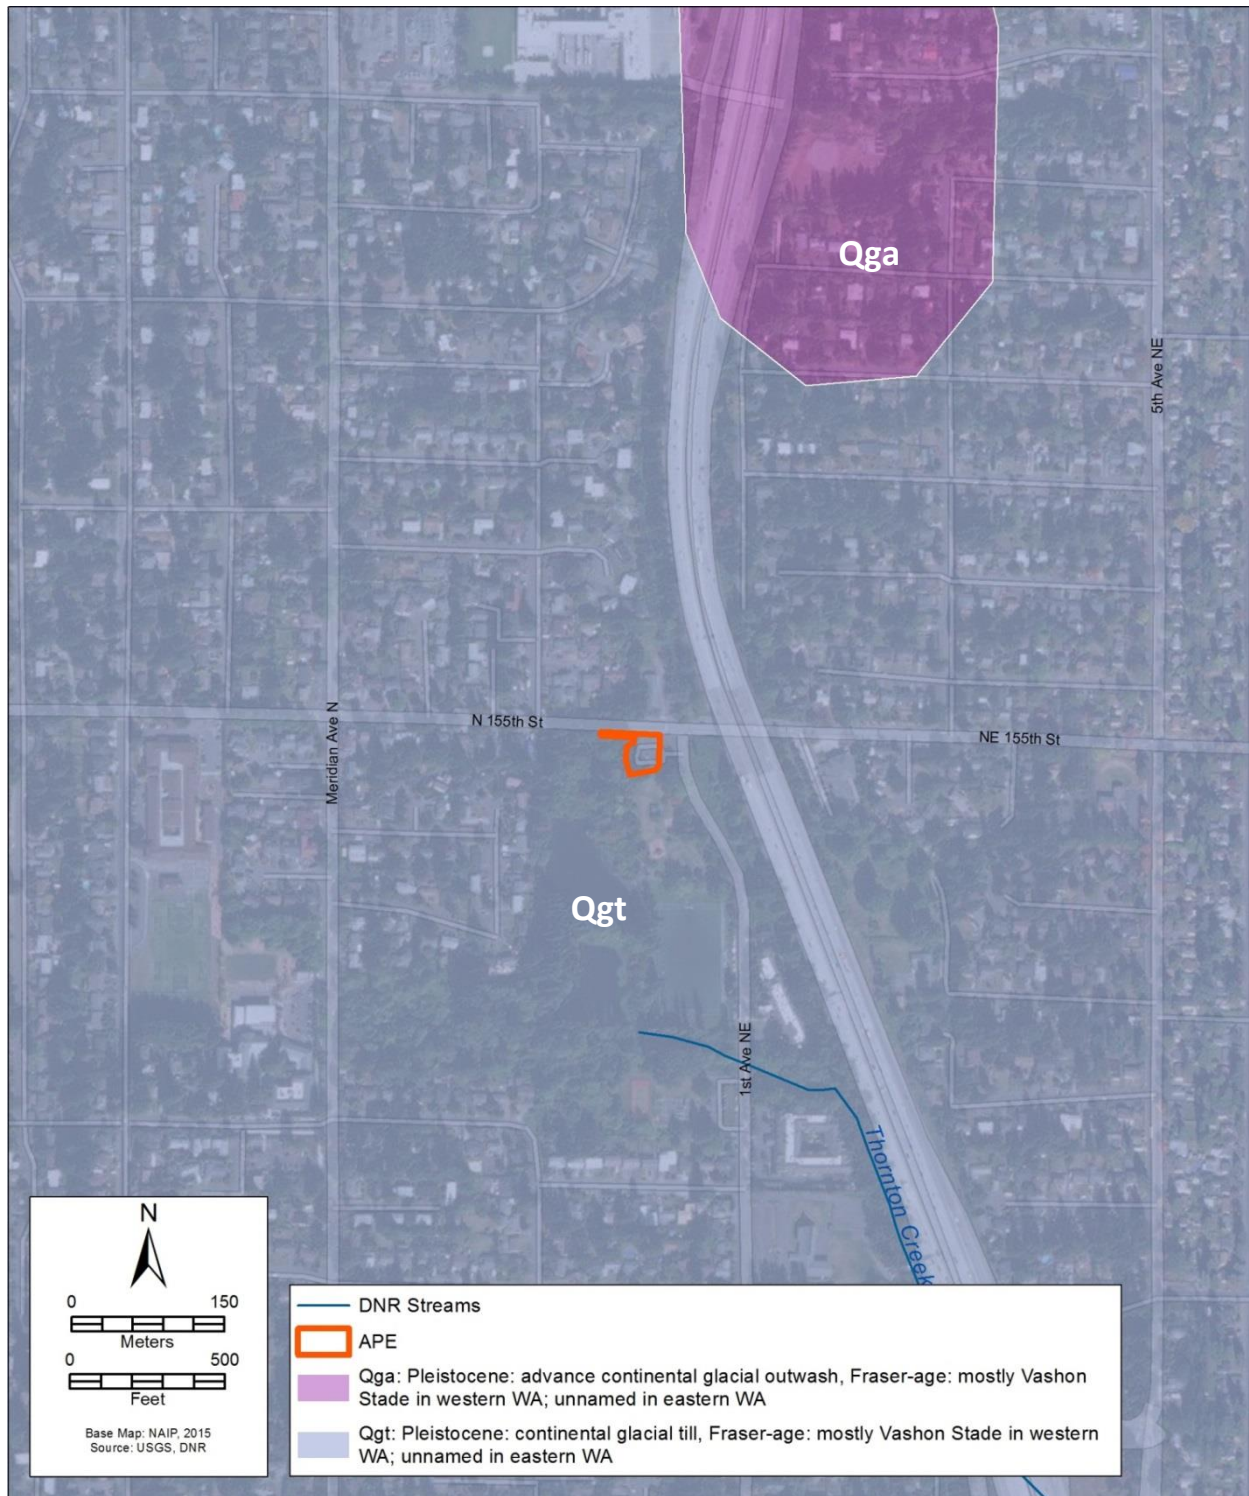 Qga
5th Ave NE
Meridian Ave N
N 155th St
NE 155th St
Qgt
1st Ave NE
Thornton Creek
N
0 150
Meters
0 500
Feet
Base Map: NAIP, 2015
Source: USGS, DNR
DNR Streams
APE
Qga: Pleistocene: advance continental glacial outwash, Fraser-age: mostly Vashon
Stade in western WA; unnamed in eastern WA
Qgt: Pleistocene: continental glacial till, Fraser-age: mostly Vashon Stade in western
WA; unnamed in eastern WA